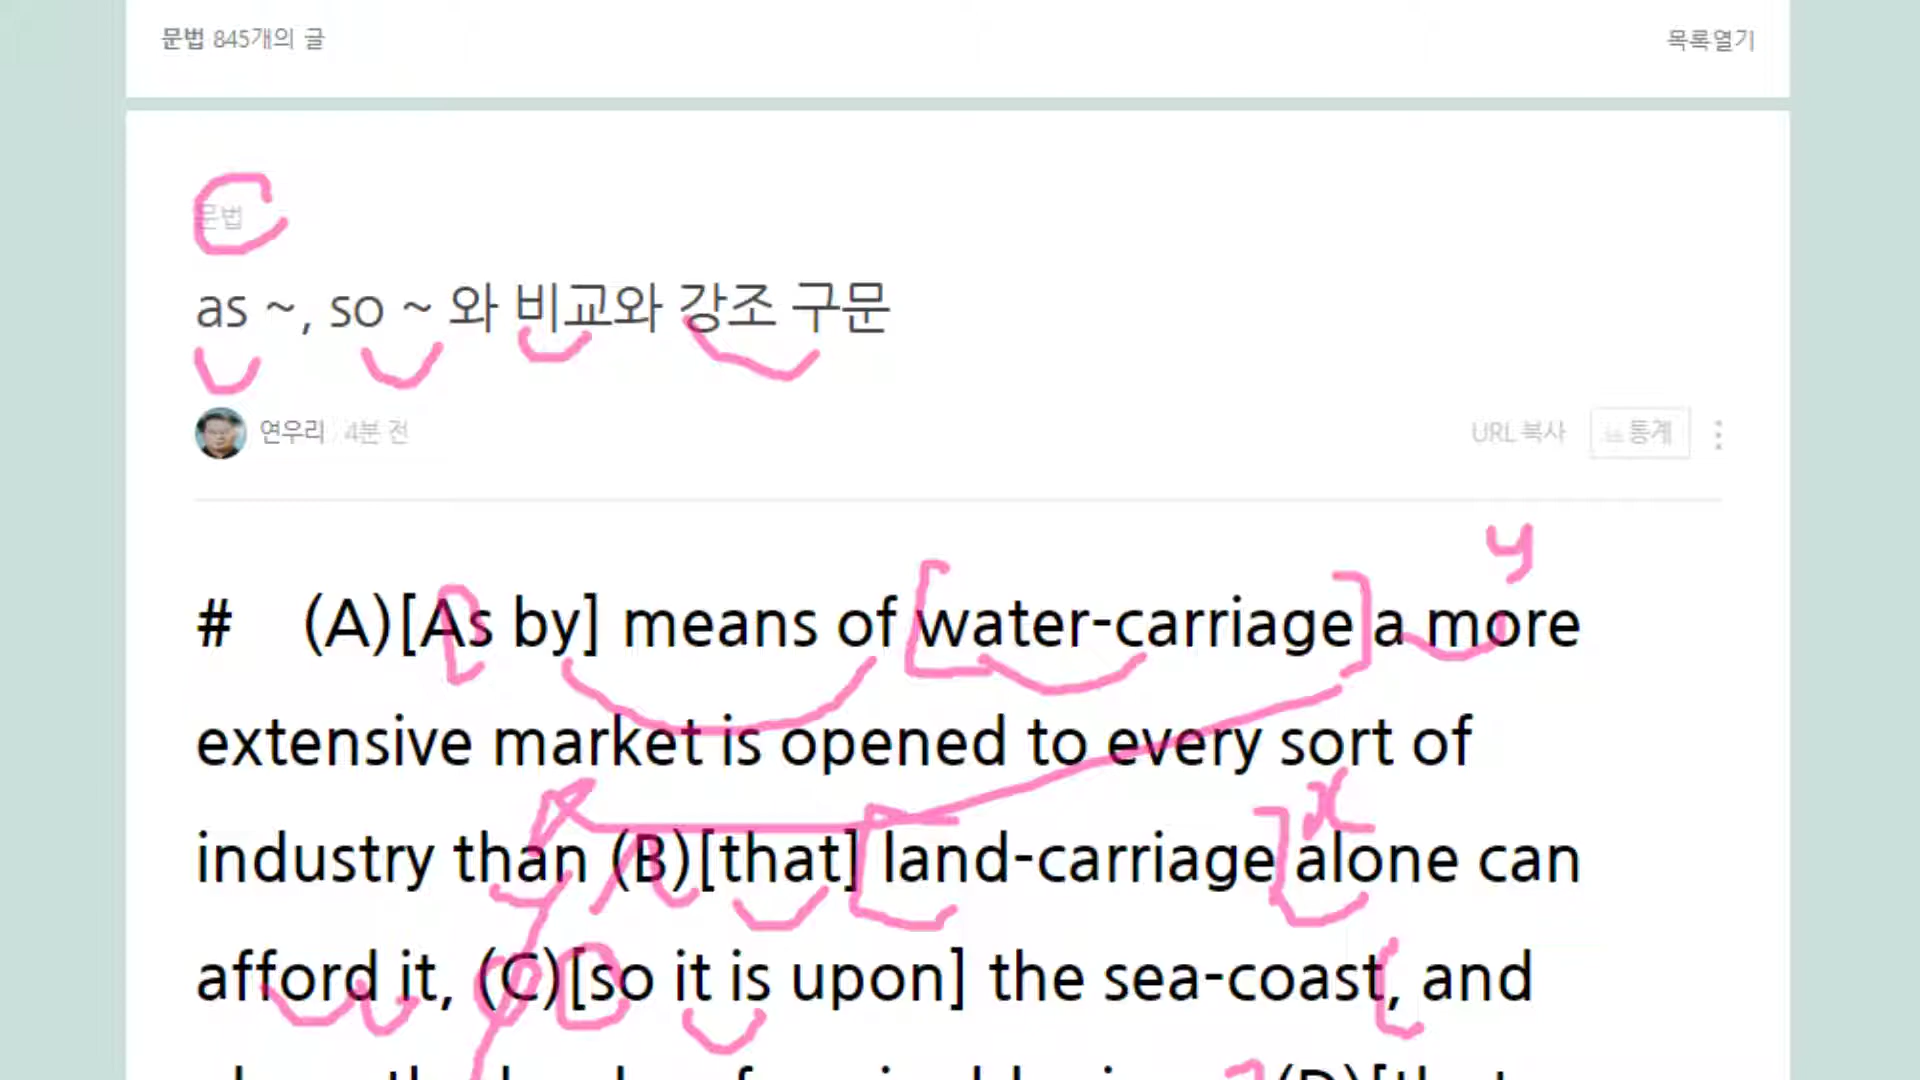 문법 845개의 글
목록열기
문법
as ~, so ~ 와 비교와 강조 구문
연우리 4분 전
URL 복사 통계
y
# (A)[As by] means of water-carriage a more
extensive market is opened to every sort of
x
industry than (B)[that] land-carriage alone can
afford it, (C)[so it is upon] the sea-coast, and